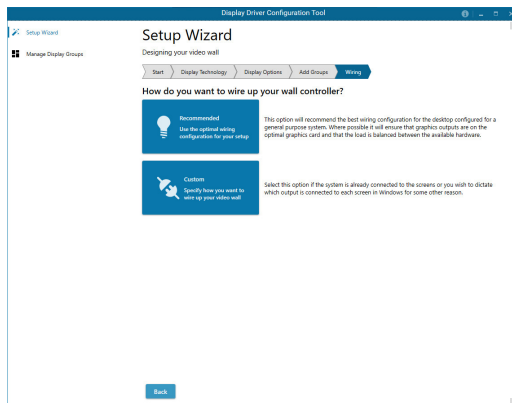 Display Driver Configuration Tool
Setup Wizard
Manage Display Groups
Setup Wizard
Designing your video wall
Start
Display Technology
Display Options
Add Groups
Wiring
How do you want to wire up your wall controller?
Recommended
Use the optimal wiring
configuration for your setup
This option will recommend the best wiring configuration for the desktop configured for a
general purpose system. Where possible it will ensure that graphics outputs are on the
optimal graphics card and that the load is balanced between the available hardware.
Custom
Specify how you want to
wire up your video wall
Select this option if the system is already connected to the screens or you wish to dictate
which output is connected to each screen in Windows for some other reason.
Back